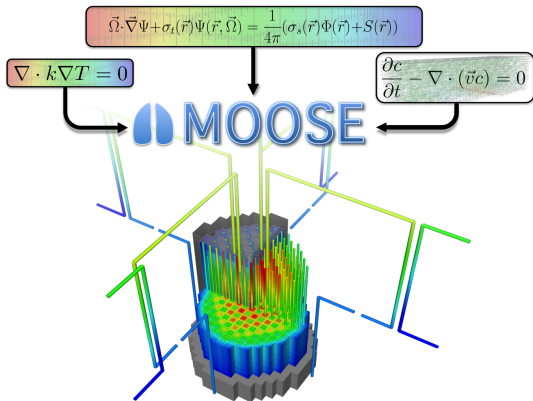 $\vec{\Omega}\cdot\vec{\nabla}\Psi+\sigma_t(\vec{r})\Psi(\vec{r},\vec{\Omega}) = \frac{1}{4\pi}(\sigma_s(\vec{r})\Phi(\vec{r})+S(\vec{r}))$
$\nabla \cdot k\nabla T = 0$
$\frac{\partial c}{\partial t} - \nabla \cdot (\vec{v}c) = 0$
MOOSE